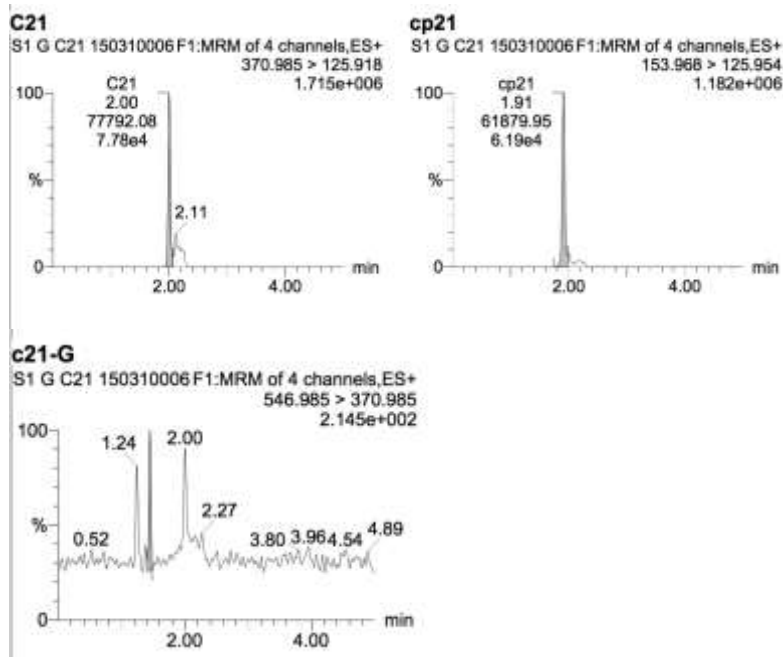 C21
S1 G C21 150310006 F1:MRM of 4 channels,ES+
370.985 > 125.918
1.715e+006
100
C21
2.00
77792.08
7.78e4
%
2.11
0
min
2.00
4.00
cp21
S1 G C21 150310006 F1:MRM of 4 channels,ES+
153.968 > 125.954
1.182e+006
100
cp21
1.91
61879.95
6.19e4
%
0
min
2.00
4.00
c21-G
S1 G C21 150310006 F1:MRM of 4 channels,ES+
546.985 > 370.985
2.145e+002
100
1.24
2.00
%
2.27
0.52
3.80
3.96
4.54
4.89
0
min
2.00
4.00